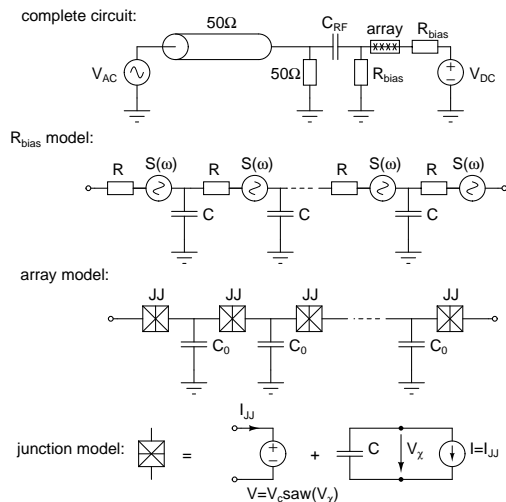 complete circuit:
50Ω
C_RF
array
R_bias
V_AC
50Ω
R_bias
V_DC
R_bias model:
R
S(ω)
R
S(ω)
R
S(ω)
R
S(ω)
C
C
C
array model:
JJ
JJ
JJ
JJ
C_0
C_0
C_0
junction model:
=
I_JJ
+
C
V_χ
I=I_JJ
V=V_c saw(V_χ)